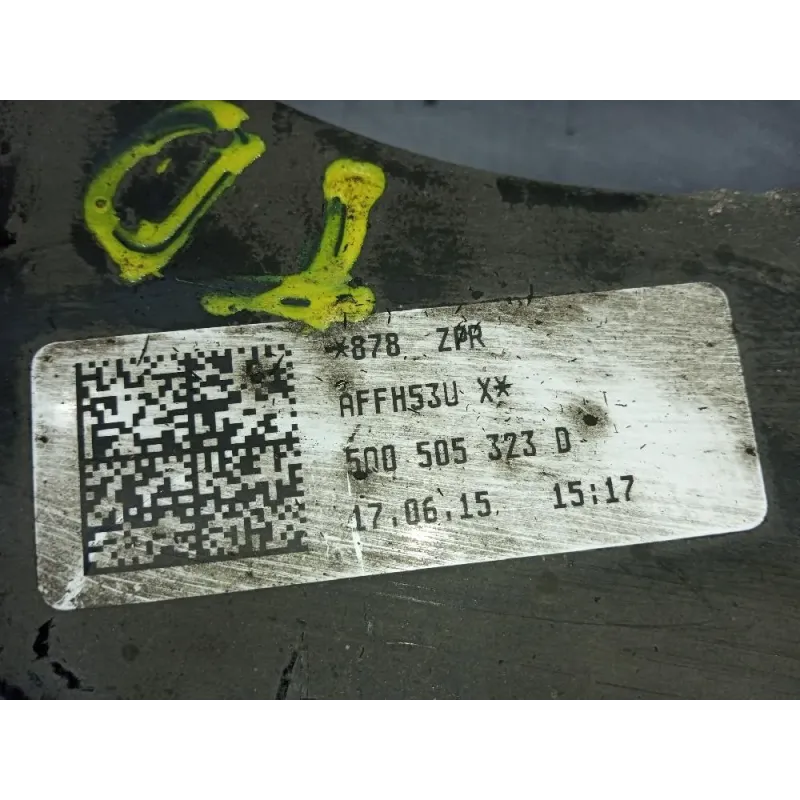 *878 ZPR
AFFH53U X*
5Q0 505 323 D
17.06.15 15:17